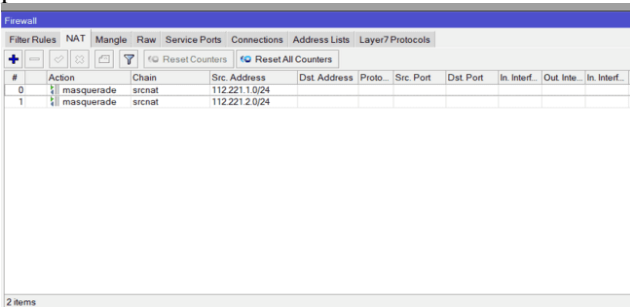 Firewall
Filter Rules NAT Mangle Raw Service Ports Connections Address Lists Layer7 Protocols
Reset Counters Reset All Counters
# Action Chain Src. Address Dst. Address Proto... Src. Port Dst. Port In. Interf... Out. Inte... In. Interf...
0 masquerade srcnat 112.221.1.0/24
1 masquerade srcnat 112.221.2.0/24
2 items